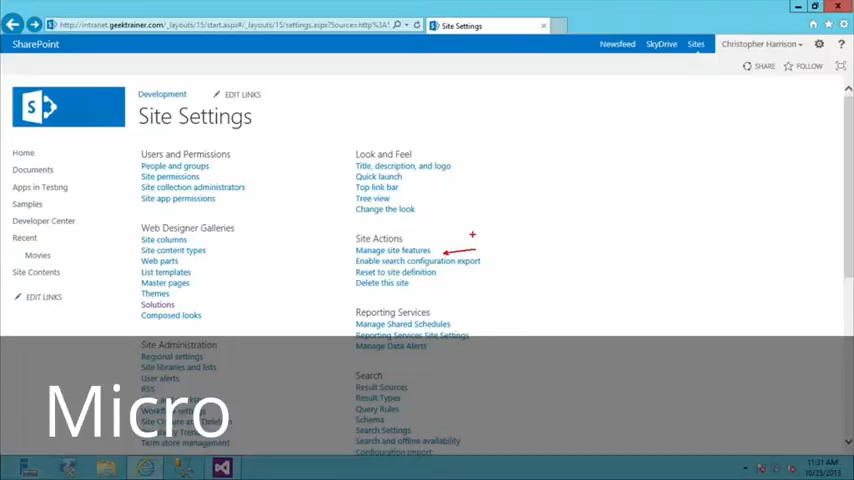 http://intranet.geektrainer.com/_layouts/15/start.aspx#/_layouts/15/settings.aspx?Source=http%3
Site Settings
SharePoint
Newsfeed SkyDrive Sites Christopher Harrison
SHARE FOLLOW
Development EDIT LINKS
Site Settings
Home
Documents
Apps in Testing
Samples
Developer Center
Recent
Movies
Site Contents
EDIT LINKS
Users and Permissions
People and groups
Site permissions
Site collection administrators
Site app permissions
Web Designer Galleries
Site columns
Site content types
Web parts
List templates
Master pages
Themes
Solutions
Composed looks
Site Administration
Regional settings
Site libraries and lists
User alerts
RSS
Workflow settings
Term store management
Look and Feel
Title, description, and logo
Quick launch
Top link bar
Tree view
Change the look
Site Actions
Manage site features
Enable search configuration export
Reset to site definition
Delete this site
Reporting Services
Manage Shared Schedules
Reporting Services Site Settings
Manage Data Alerts
Search
Result Sources
Result Types
Query Rules
Schema
Search Settings
Search and offline availability
Configuration Import
Micro
11:31 AM
10/25/2013